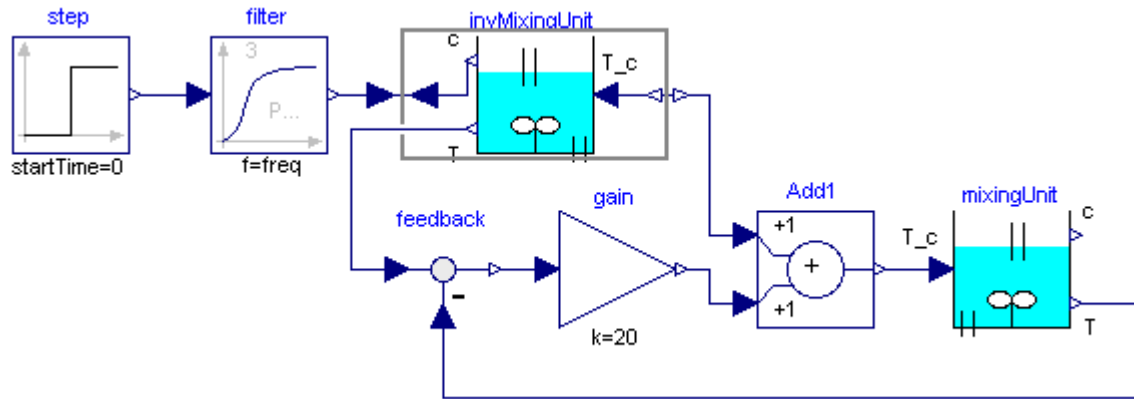 step
filter
invMixingUnit
3
P...
c
T_c
T
startTime=0
f=freq
feedback
gain
Add1
mixingUnit
+1
+
+1
-
k=20
T_c
c
T